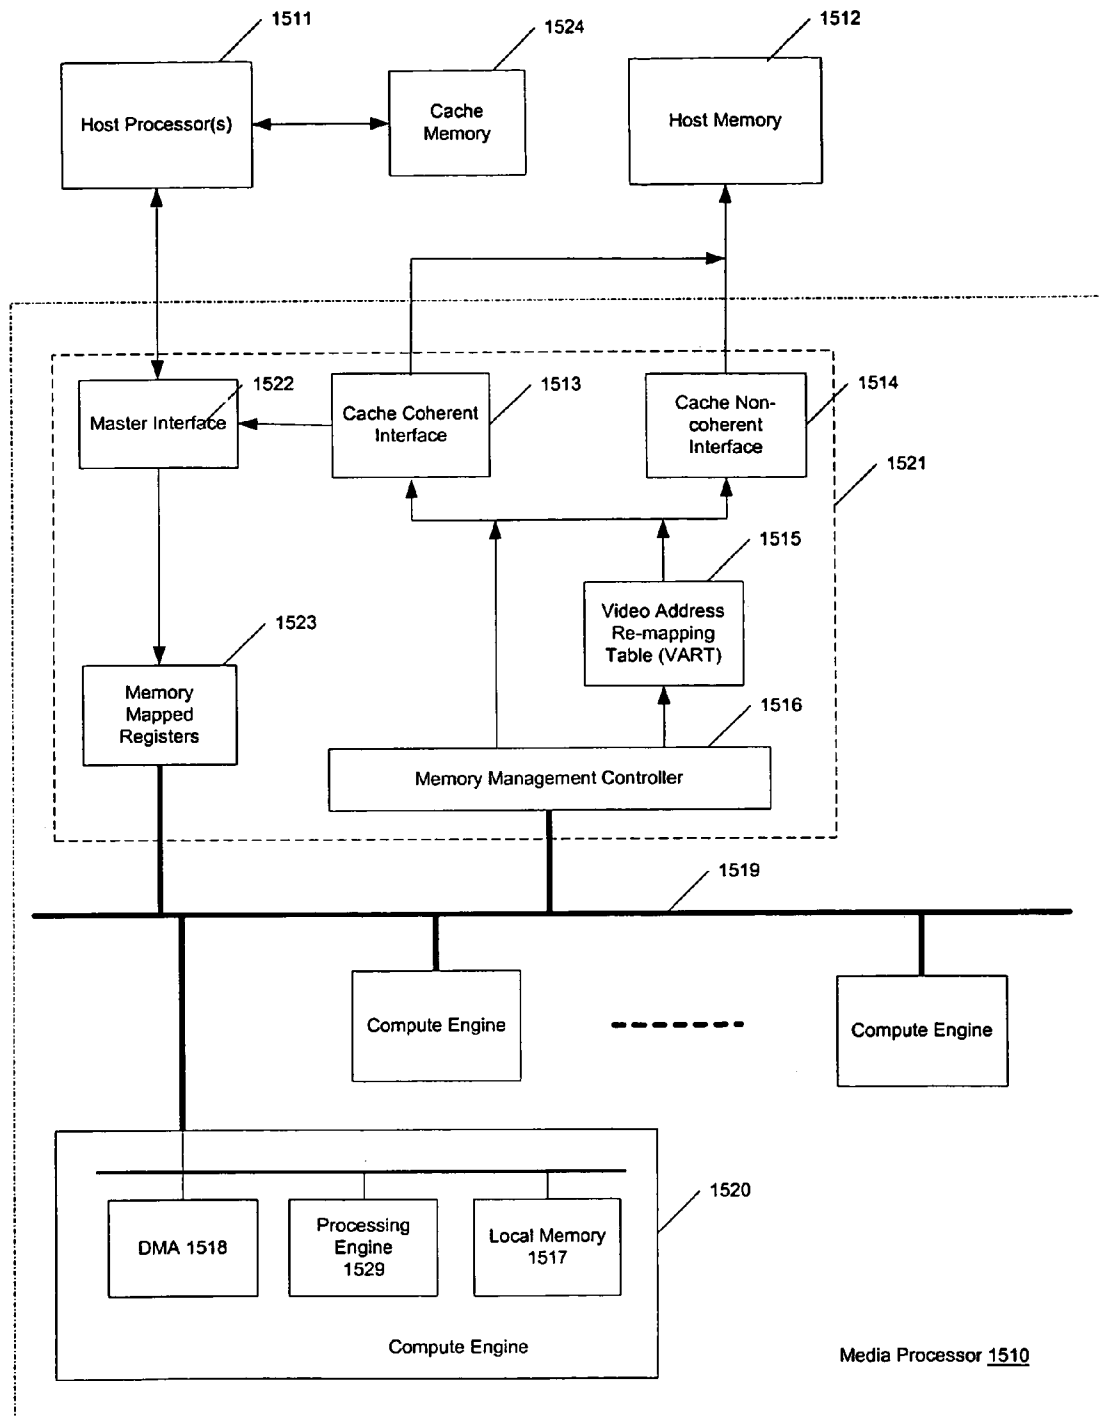 1511
1524
1512
Host Processor(s)
Cache
Memory
Host Memory
1522
1513
1514
Master Interface
Cache Coherent
Interface
Cache Non-
coherent
Interface
1521
1515
Video Address
Re-mapping
Table (VART)
1523
Memory
Mapped
Registers
1516
Memory Management Controller
1519
Compute Engine
Compute Engine
1520
DMA 1518
Processing
Engine
1529
Local Memory
1517
Compute Engine
Media Processor 1510